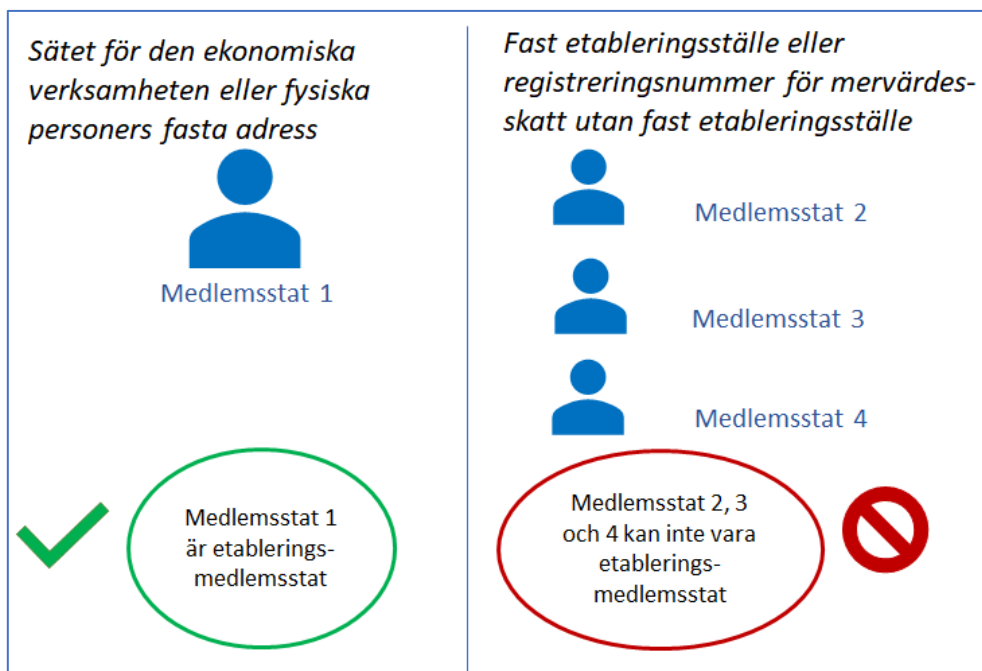 Sätet för den ekonomiska
verksamheten eller fysiska
personers fasta adress
Medlemsstat 1
Medlemsstat 1
är etablerings-
medlemsstat
Fast etableringsställe eller
registreringsnummer för mervärdes-
skatt utan fast etableringsställe
Medlemsstat 2
Medlemsstat 3
Medlemsstat 4
Medlemsstat 2, 3
och 4 kan inte vara
etablerings-
medlemsstat